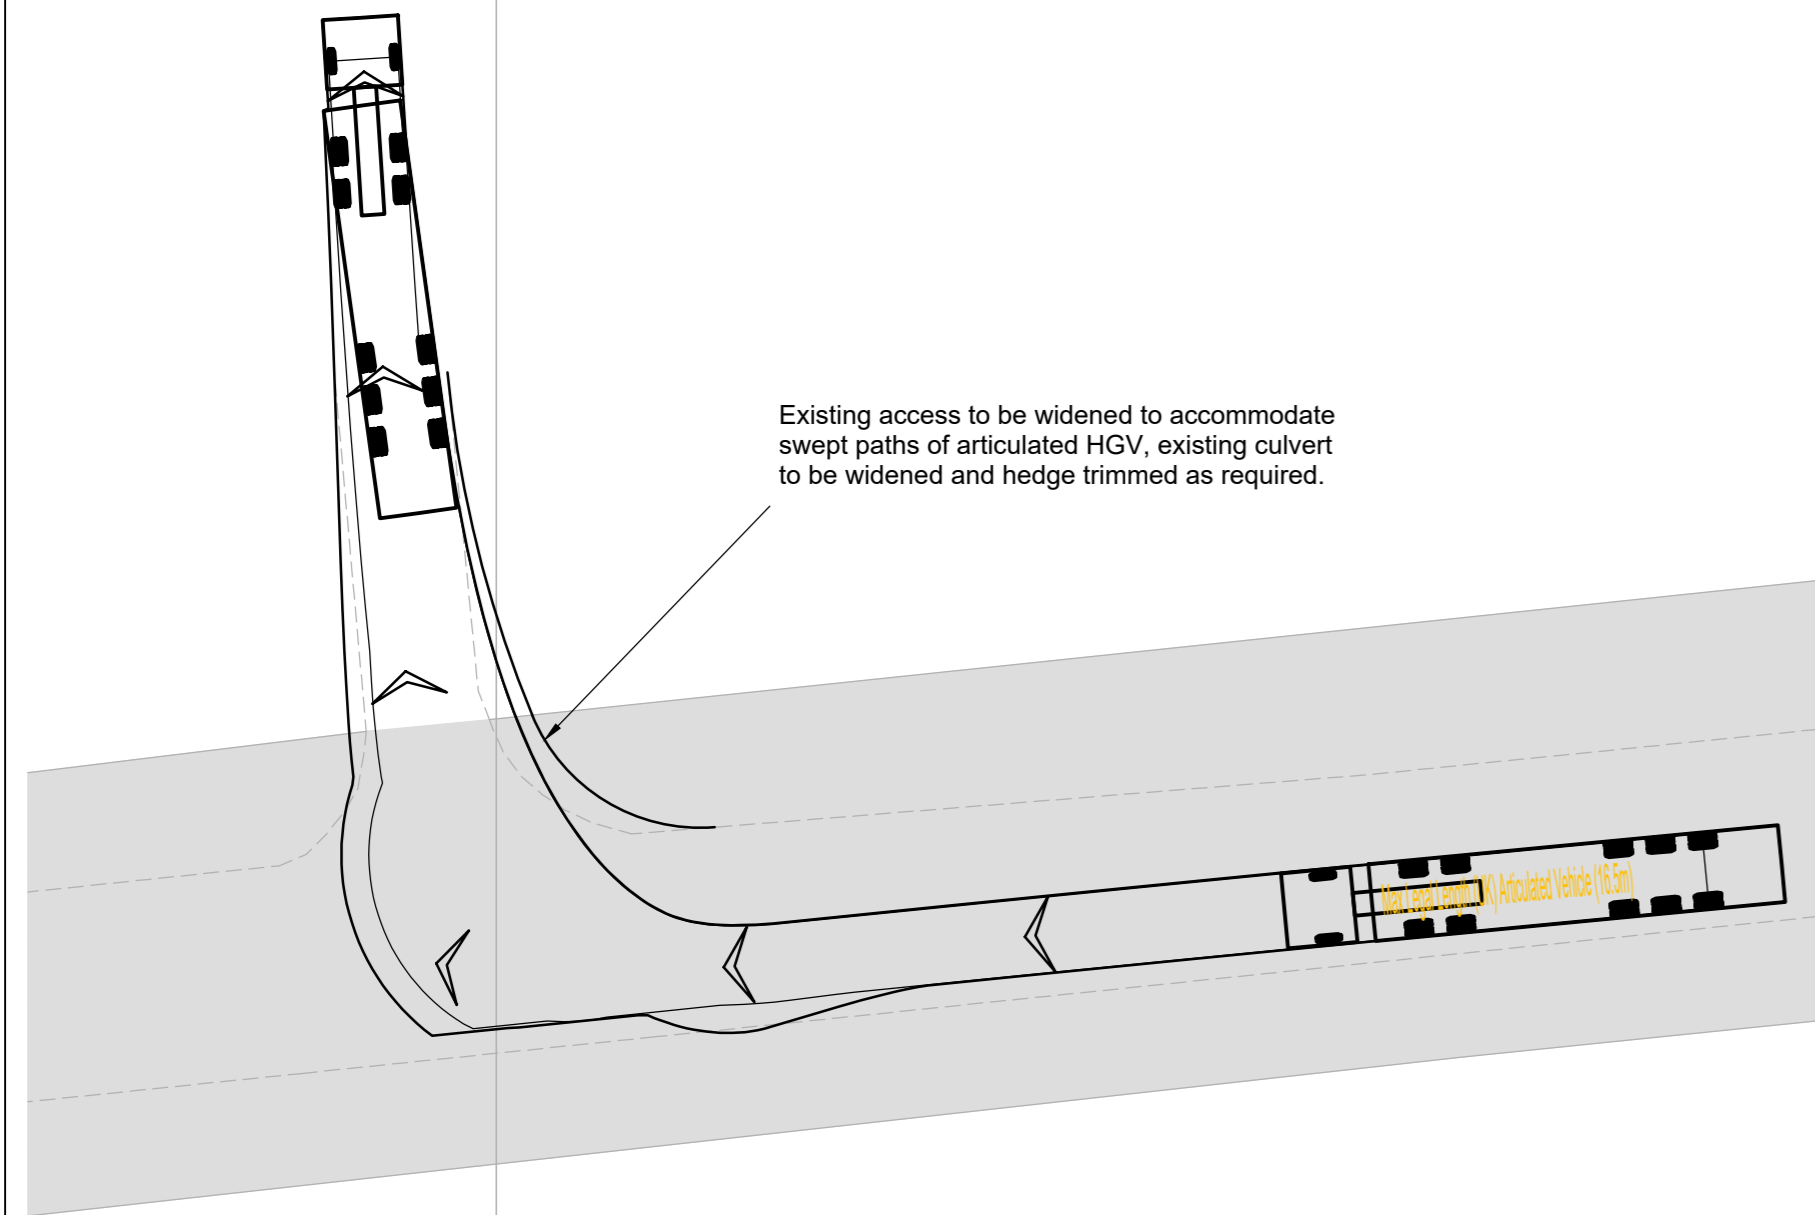 Existing access to be widened to accommodate
swept paths of articulated HGV, existing culvert
to be widened and hedge trimmed as required.
Max Legal Length (UK) Articulated Vehicle (16.5m)